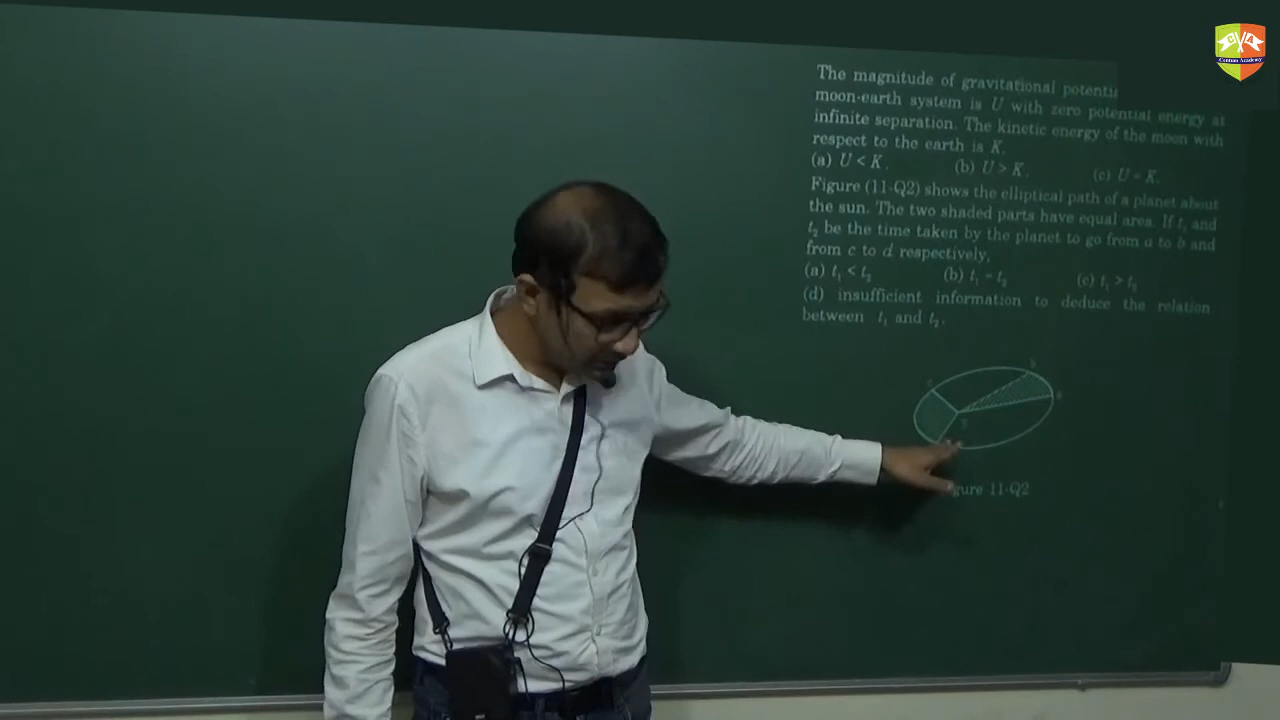 The magnitude of gravitational
moon-earth system is U with zero potential energy at
infinite separation. The kinetic energy of the moon with
respect to the earth is K.
(a) U < K. (b) U > K. (c) U = K.
Figure (11-Q2) shows the elliptical path of a planet about
the sun. The two shaded parts have equal area. If t₁ and
t₂ be the time taken by the planet to go from a to b and
from c to d respectively,
(a) t₁ < t₂ (b) t₁ = t₂ (c) t₁ > t₂
(d) insufficient information to deduce the relation
between t₁ and t₂.
c
b
a
S
11-Q2
Centum Academy